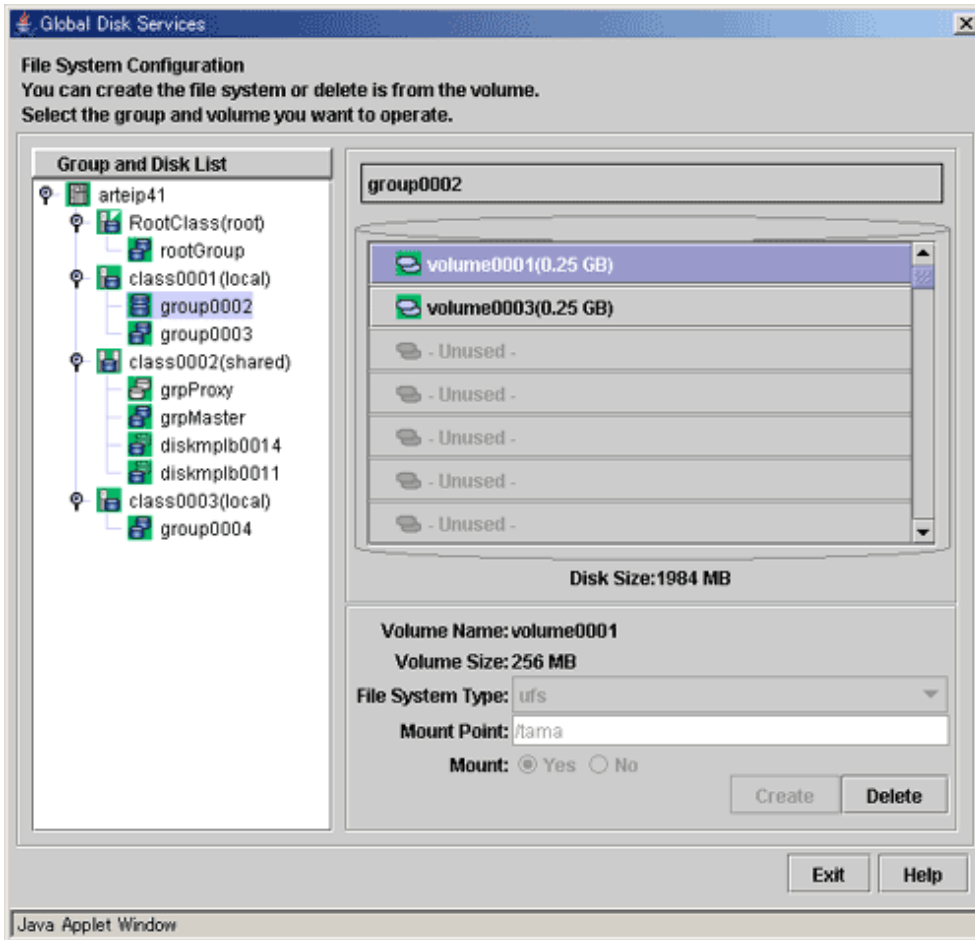 Global Disk Services
File System Configuration
You can create the file system or delete is from the volume.
Select the group and volume you want to operate.
Group and Disk List
arteip41
RootClass(root)
rootGroup
class0001(local)
group0002
group0003
class0002(shared)
grpProxy
grpMaster
diskmplb0014
diskmplb0011
class0003(local)
group0004
group0002
volume0001(0.25 GB)
volume0003(0.25 GB)
- Unused -
- Unused -
- Unused -
- Unused -
- Unused -
Disk Size:1984 MB
Volume Name: volume0001
Volume Size: 256 MB
File System Type: ufs
Mount Point: /tama
Mount: Yes No
Create Delete
Exit Help
Java Applet Window